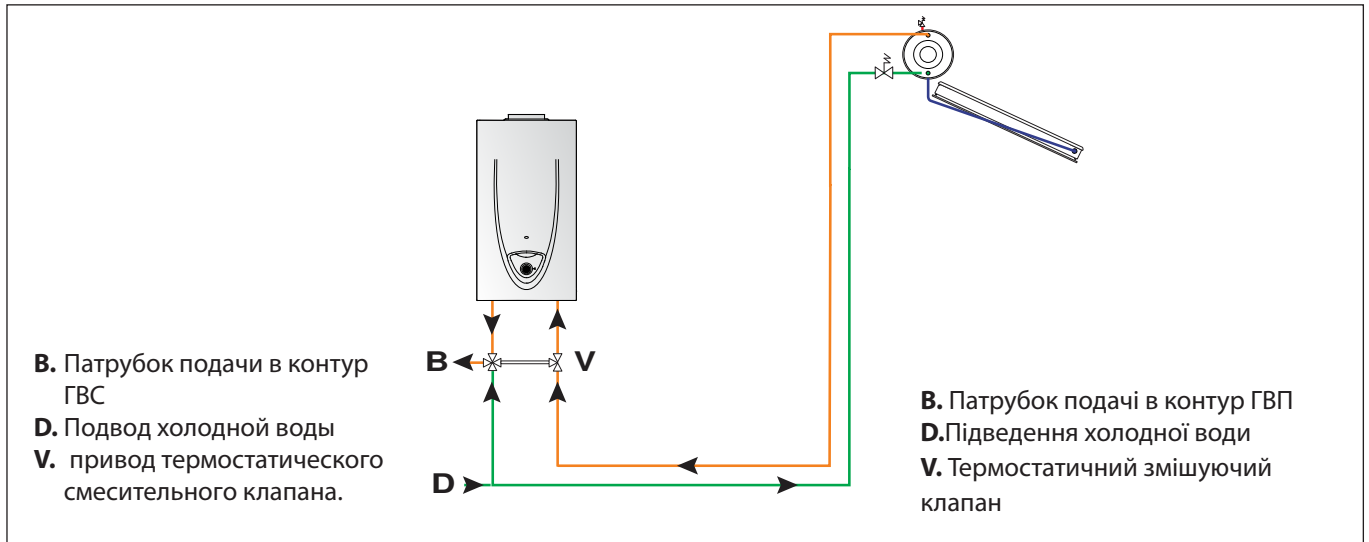 B
V
D
B. Патрубок подачи в контур
ГВС
D. Подвод холодной воды
V. привод термостатического
смесительного клапана.
B. Патрубок подачі в контур ГВП
D.Підведення холодної води
V. Термостатичний змішуючий
клапан